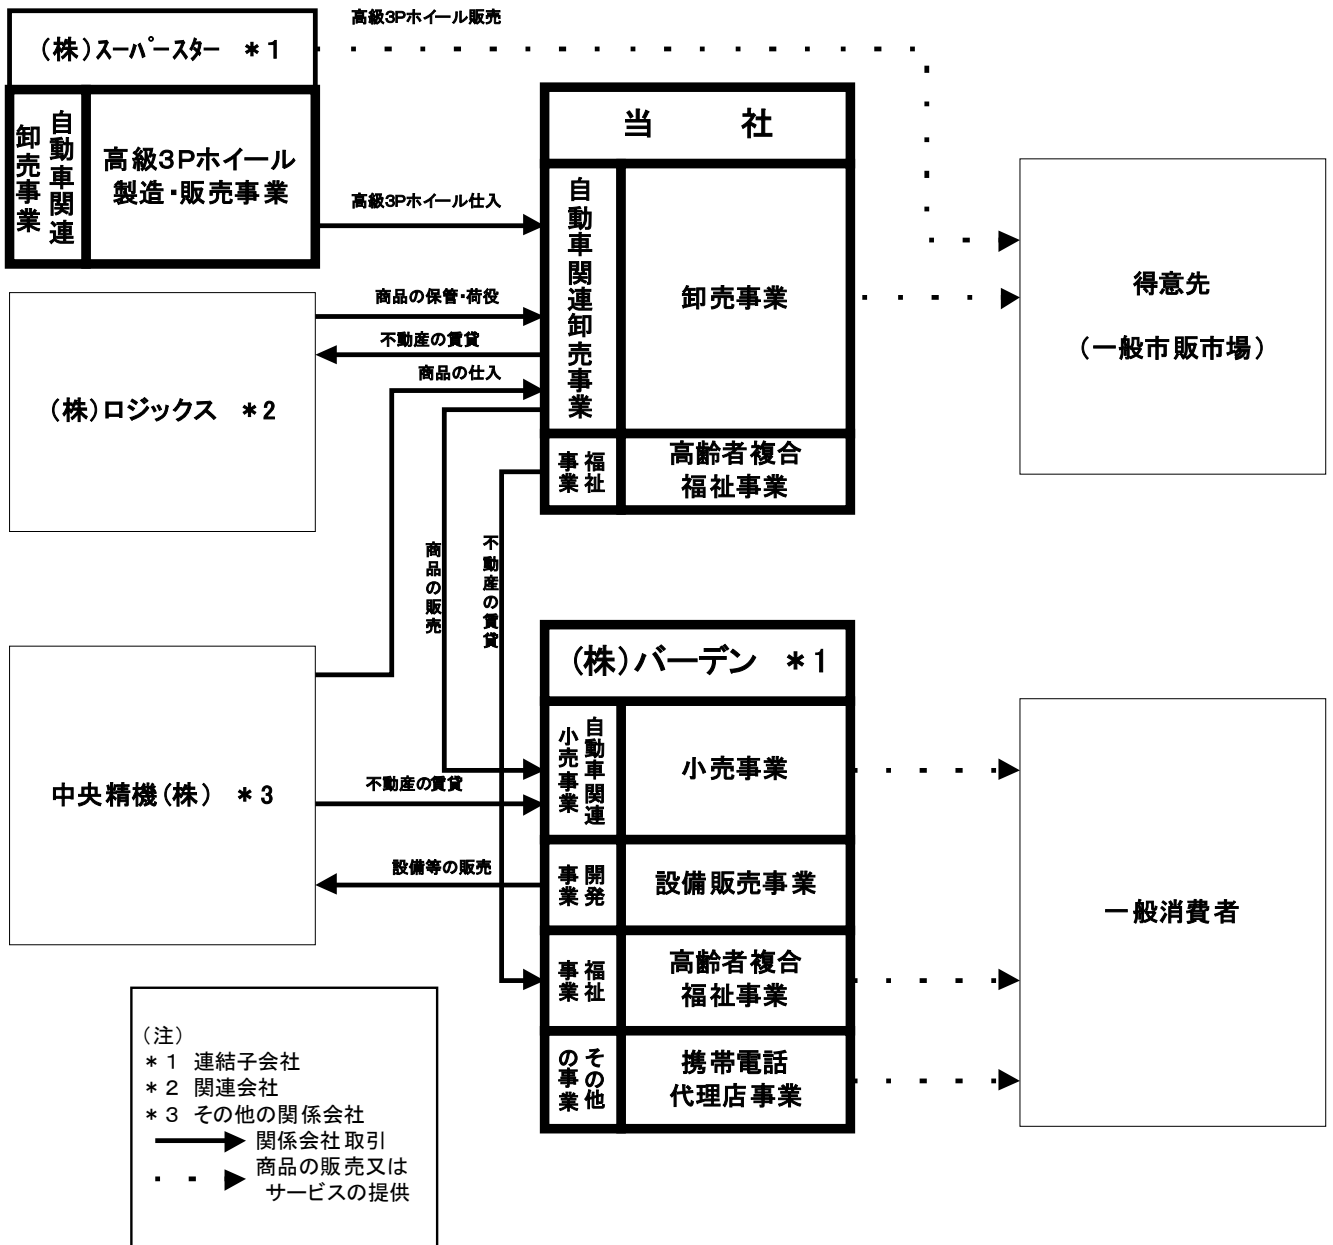 高級3Pホイール販売
（株）スーパースター ＊1
自動車関連
卸売事業
高級3Pホイール
製造・販売事業
高級3Pホイール仕入
当　社
自動車関連卸売事業
卸売事業
福祉
事業
高齢者複合
福祉事業
得意先
（一般市販市場）
商品の保管・荷役
不動産の賃貸
商品の仕入
（株）ロジックス ＊2
商品の販売
不動産の賃貸
（株）バーデン ＊1
自動車関連
小売事業
小売事業
開発
事業
設備販売事業
福祉
事業
高齢者複合
福祉事業
その他
の事業
携帯電話
代理店事業
中央精機（株） ＊3
不動産の賃貸
設備等の販売
一般消費者
（注）
＊1 連結子会社
＊2 関連会社
＊3 その他の関係会社
関係会社取引
商品の販売又は
サービスの提供